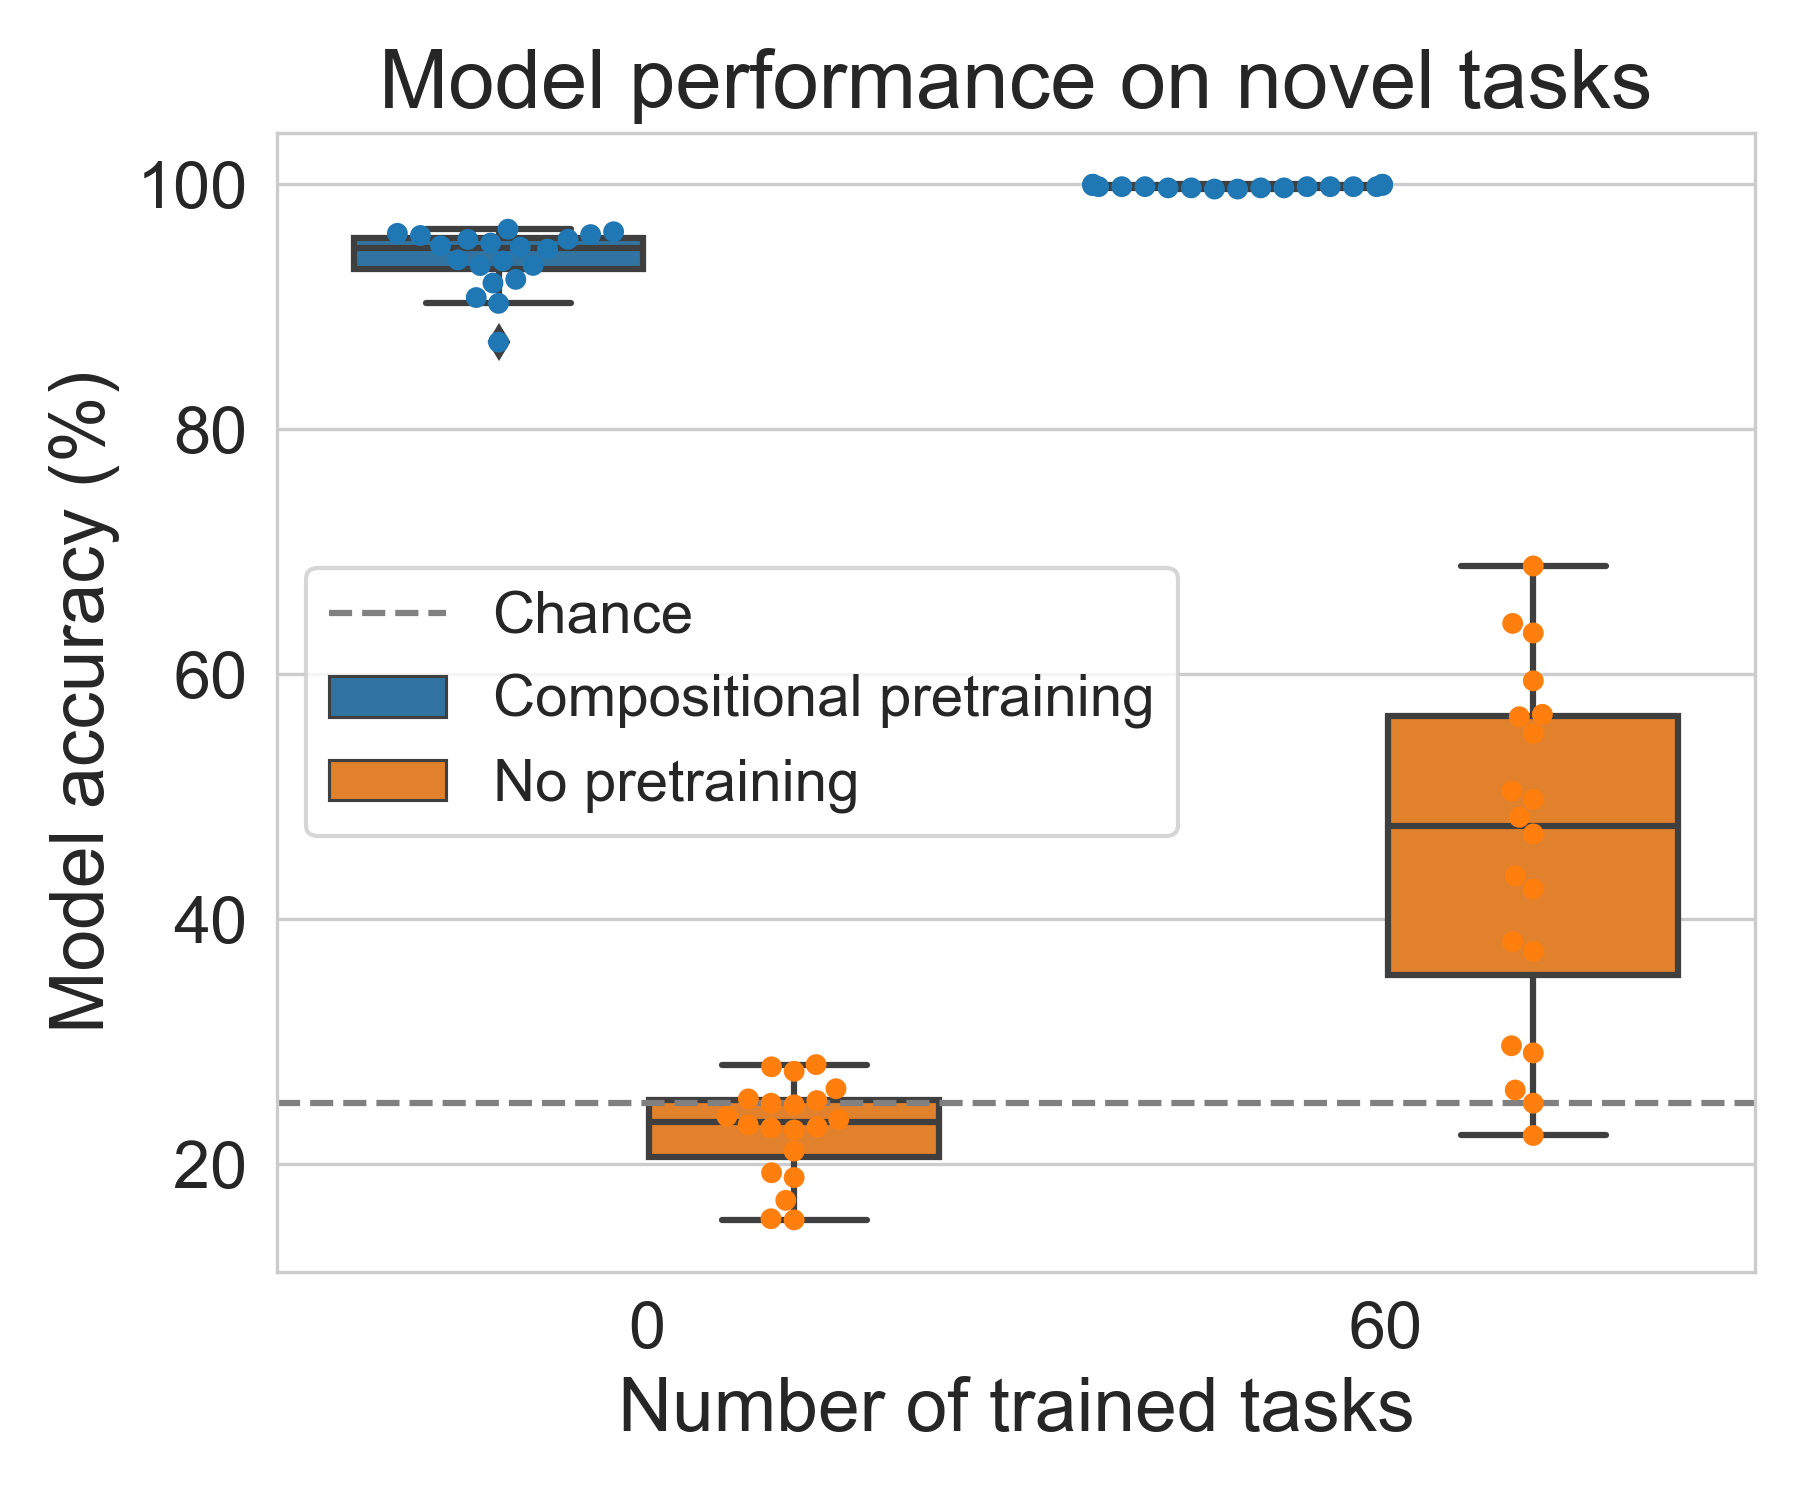 Model performance on novel tasks
Model accuracy (%)
100
80
60
40
20
Chance
Compositional pretraining
No pretraining
0
60
Number of trained tasks